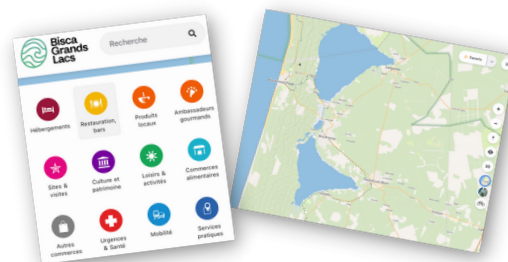 Bisca
Grands
Lacs
Recherche
Hébergements
Restauration,
bars
Produits
locaux
Ambassadeurs
gourmands
Sites &
visites
Culture et
patrimoine
Loisirs &
activités
Commerces
alimentaires
Autres
commerces
Urgences
& Santé
Mobilité
Services
pratiques